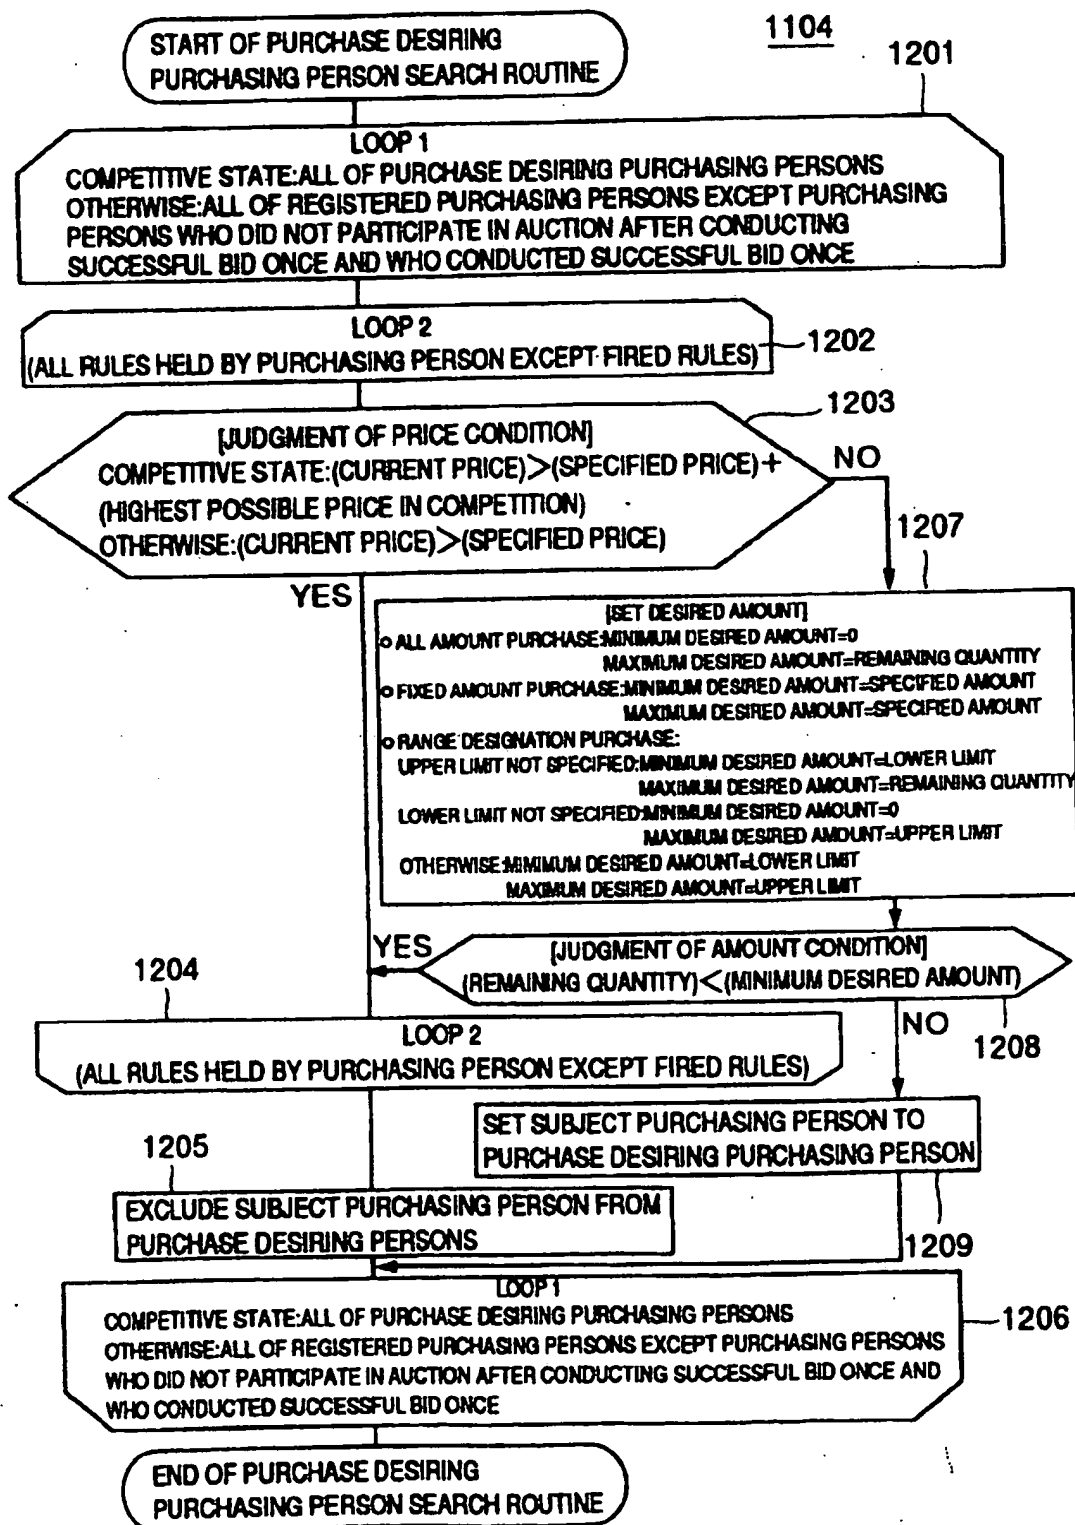 START OF PURCHASE DESIRING
PURCHASING PERSON SEARCH ROUTINE
1104
1201
LOOP 1
COMPETITIVE STATE:ALL OF PURCHASE DESIRING PURCHASING PERSONS
OTHERWISE:ALL OF REGISTERED PURCHASING PERSONS EXCEPT PURCHASING
PERSONS WHO DID NOT PARTICIPATE IN AUCTION AFTER CONDUCTING
SUCCESSFUL BID ONCE AND WHO CONDUCTED SUCCESSFUL BID ONCE
LOOP 2
(ALL RULES HELD BY PURCHASING PERSON EXCEPT FIRED RULES)
1202
1203
[JUDGMENT OF PRICE CONDITION]
COMPETITIVE STATE:(CURRENT PRICE)>(SPECIFIED PRICE)+
(HIGHEST POSSIBLE PRICE IN COMPETITION)
OTHERWISE:(CURRENT PRICE)>(SPECIFIED PRICE)
NO
YES
1207
[SET DESIRED AMOUNT]
○ ALL AMOUNT PURCHASE:MINIMUM DESIRED AMOUNT=0
MAXIMUM DESIRED AMOUNT=REMAINING QUANTITY
○ FIXED AMOUNT PURCHASE:MINIMUM DESIRED AMOUNT=SPECIFIED AMOUNT
MAXIMUM DESIRED AMOUNT=SPECIFIED AMOUNT
○ RANGE DESIGNATION PURCHASE:
UPPER LIMIT NOT SPECIFIED:MINIMUM DESIRED AMOUNT=LOWER LIMIT
MAXIMUM DESIRED AMOUNT=REMAINING QUANTITY
LOWER LIMIT NOT SPECIFIED:MINIMUM DESIRED AMOUNT=0
MAXIMUM DESIRED AMOUNT=UPPER LIMIT
OTHERWISE:MIMIMUM DESIRED AMOUNT=LOWER LIMIT
MAXIMUM DESIRED AMOUNT=UPPER LIMIT
YES
[JUDGMENT OF AMOUNT CONDITION]
(REMAINING QUANTITY)<(MINIMUM DESIRED AMOUNT)
1208
NO
1204
LOOP 2
(ALL RULES HELD BY PURCHASING PERSON EXCEPT FIRED RULES)
SET SUBJECT PURCHASING PERSON TO
PURCHASE DESIRING PURCHASING PERSON
1209
1205
EXCLUDE SUBJECT PURCHASING PERSON FROM
PURCHASE DESIRING PERSONS
LOOP 1
COMPETITIVE STATE:ALL OF PURCHASE DESIRING PURCHASING PERSONS
OTHERWISE:ALL OF REGISTERED PURCHASING PERSONS EXCEPT PURCHASING PERSONS
WHO DID NOT PARTICIPATE IN AUCTION AFTER CONDUCTING SUCCESSFUL BID ONCE AND
WHO CONDUCTED SUCCESSFUL BID ONCE
1206
END OF PURCHASE DESIRING
PURCHASING PERSON SEARCH ROUTINE